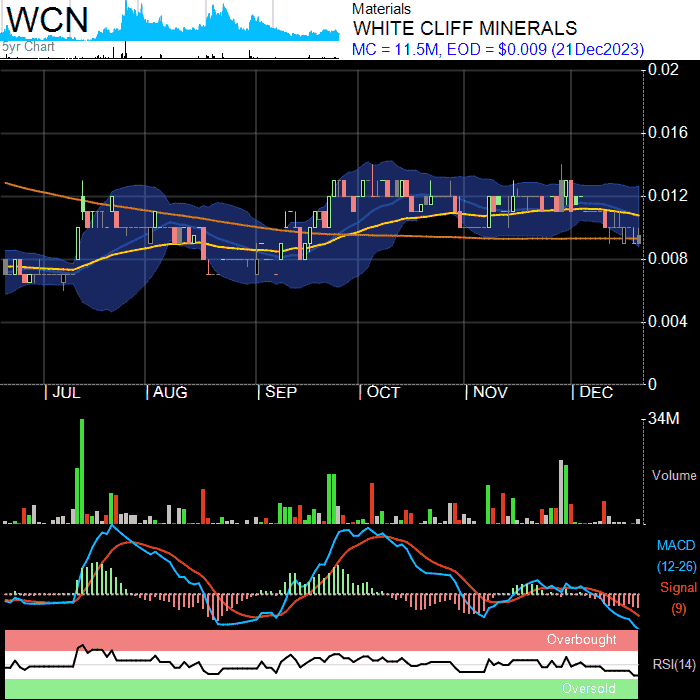 WCN
5yr Chart
Materials
WHITE CLIFF MINERALS
MC = 11.5M, EOD = $0.009 (21Dec2023)
0.02
0.016
0.012
0.008
0.004
0
JUL AUG SEP OCT NOV DEC
34M
Volume
MACD
(12-26)
Signal
(9)
Overbought
RSI(14)
Oversold